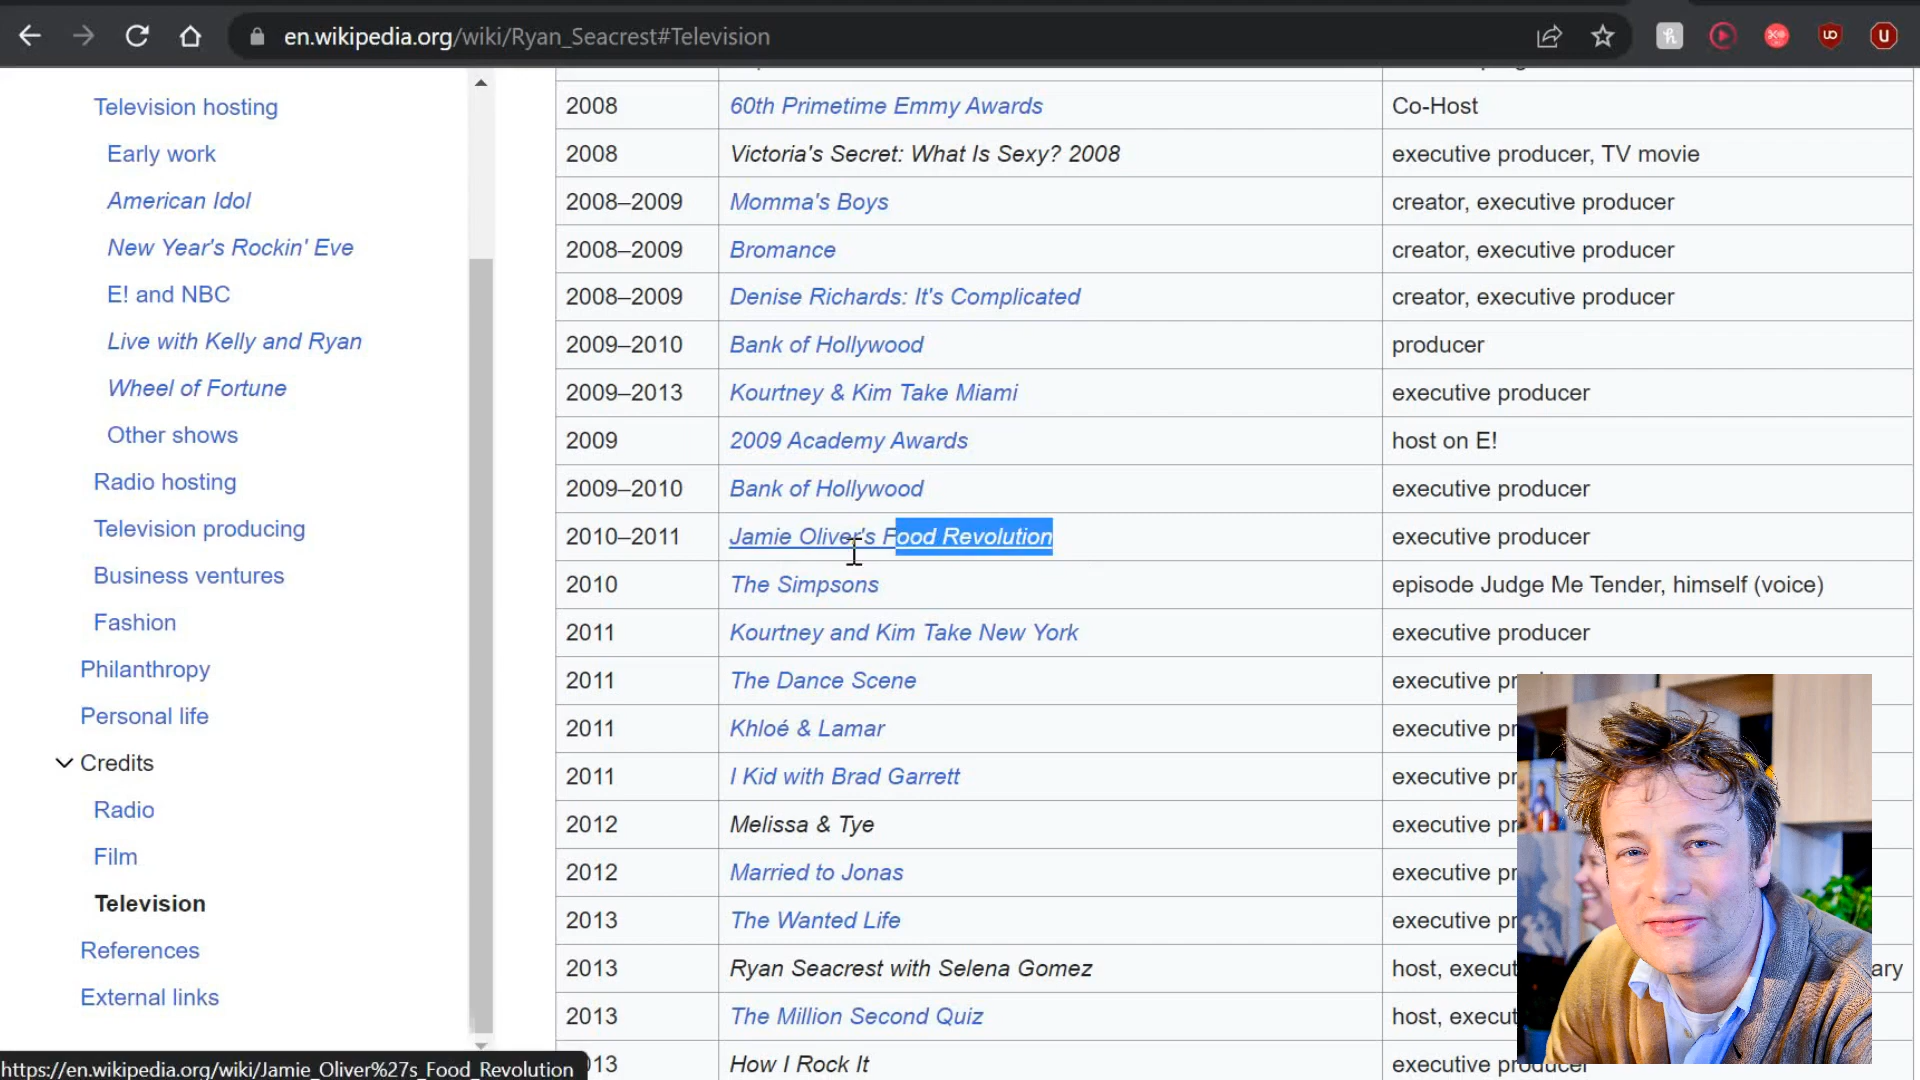 en.wikipedia.org/wiki/Ryan_Seacrest#Television
Television hosting
Early work
American Idol
New Year's Rockin' Eve
E! and NBC
Live with Kelly and Ryan
Wheel of Fortune
Other shows
Radio hosting
Television producing
Business ventures
Fashion
Philanthropy
Personal life
Credits
Radio
Film
Television
References
External links
2008 60th Primetime Emmy Awards Co-Host
2008 Victoria's Secret: What Is Sexy? 2008 executive producer, TV movie
2008–2009 Momma's Boys creator, executive producer
2008–2009 Bromance creator, executive producer
2008–2009 Denise Richards: It's Complicated creator, executive producer
2009–2010 Bank of Hollywood producer
2009–2013 Kourtney & Kim Take Miami executive producer
2009 2009 Academy Awards host on E!
2009–2010 Bank of Hollywood executive producer
2010–2011 Jamie Oliver's Food Revolution executive producer
2010 The Simpsons episode Judge Me Tender, himself (voice)
2011 Kourtney and Kim Take New York executive producer
2011 The Dance Scene executive pr
2011 Khloé & Lamar executive pr
2011 I Kid with Brad Garrett executive pr
2012 Melissa & Tye executive pr
2012 Married to Jonas executive pr
2013 The Wanted Life executive pr
2013 Ryan Seacrest with Selena Gomez host, execut ary
2013 The Million Second Quiz host, execut
013 How I Rock It executive producer
https://en.wikipedia.org/wiki/Jamie_Oliver%27s_Food_Revolution